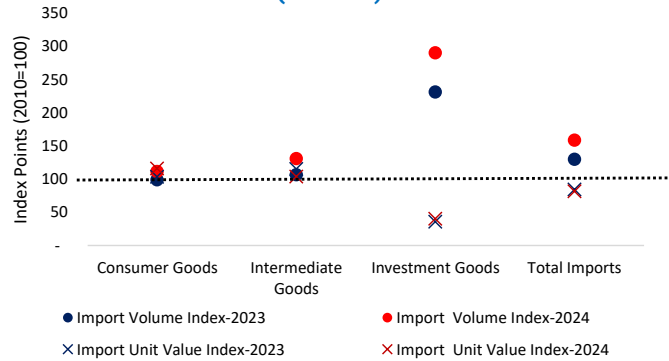 350
300
250
200
150
100
50
-
Index Points (2010=100)
Consumer Goods
Intermediate
Goods
Investment Goods
Total Imports
Import Volume Index-2023
Import  Volume Index-2024
Import Unit Value Index-2023
Import  Unit Value Index-2024